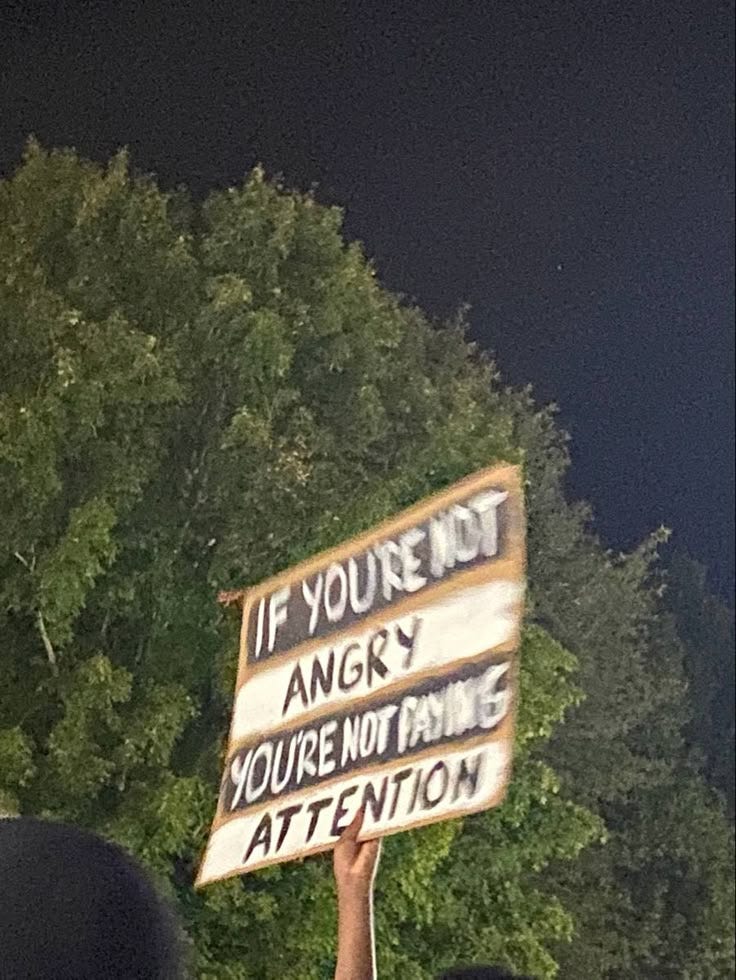 IF YOU'RE NOT
ANGRY
YOU'RE NOT PAYING
ATTENTION